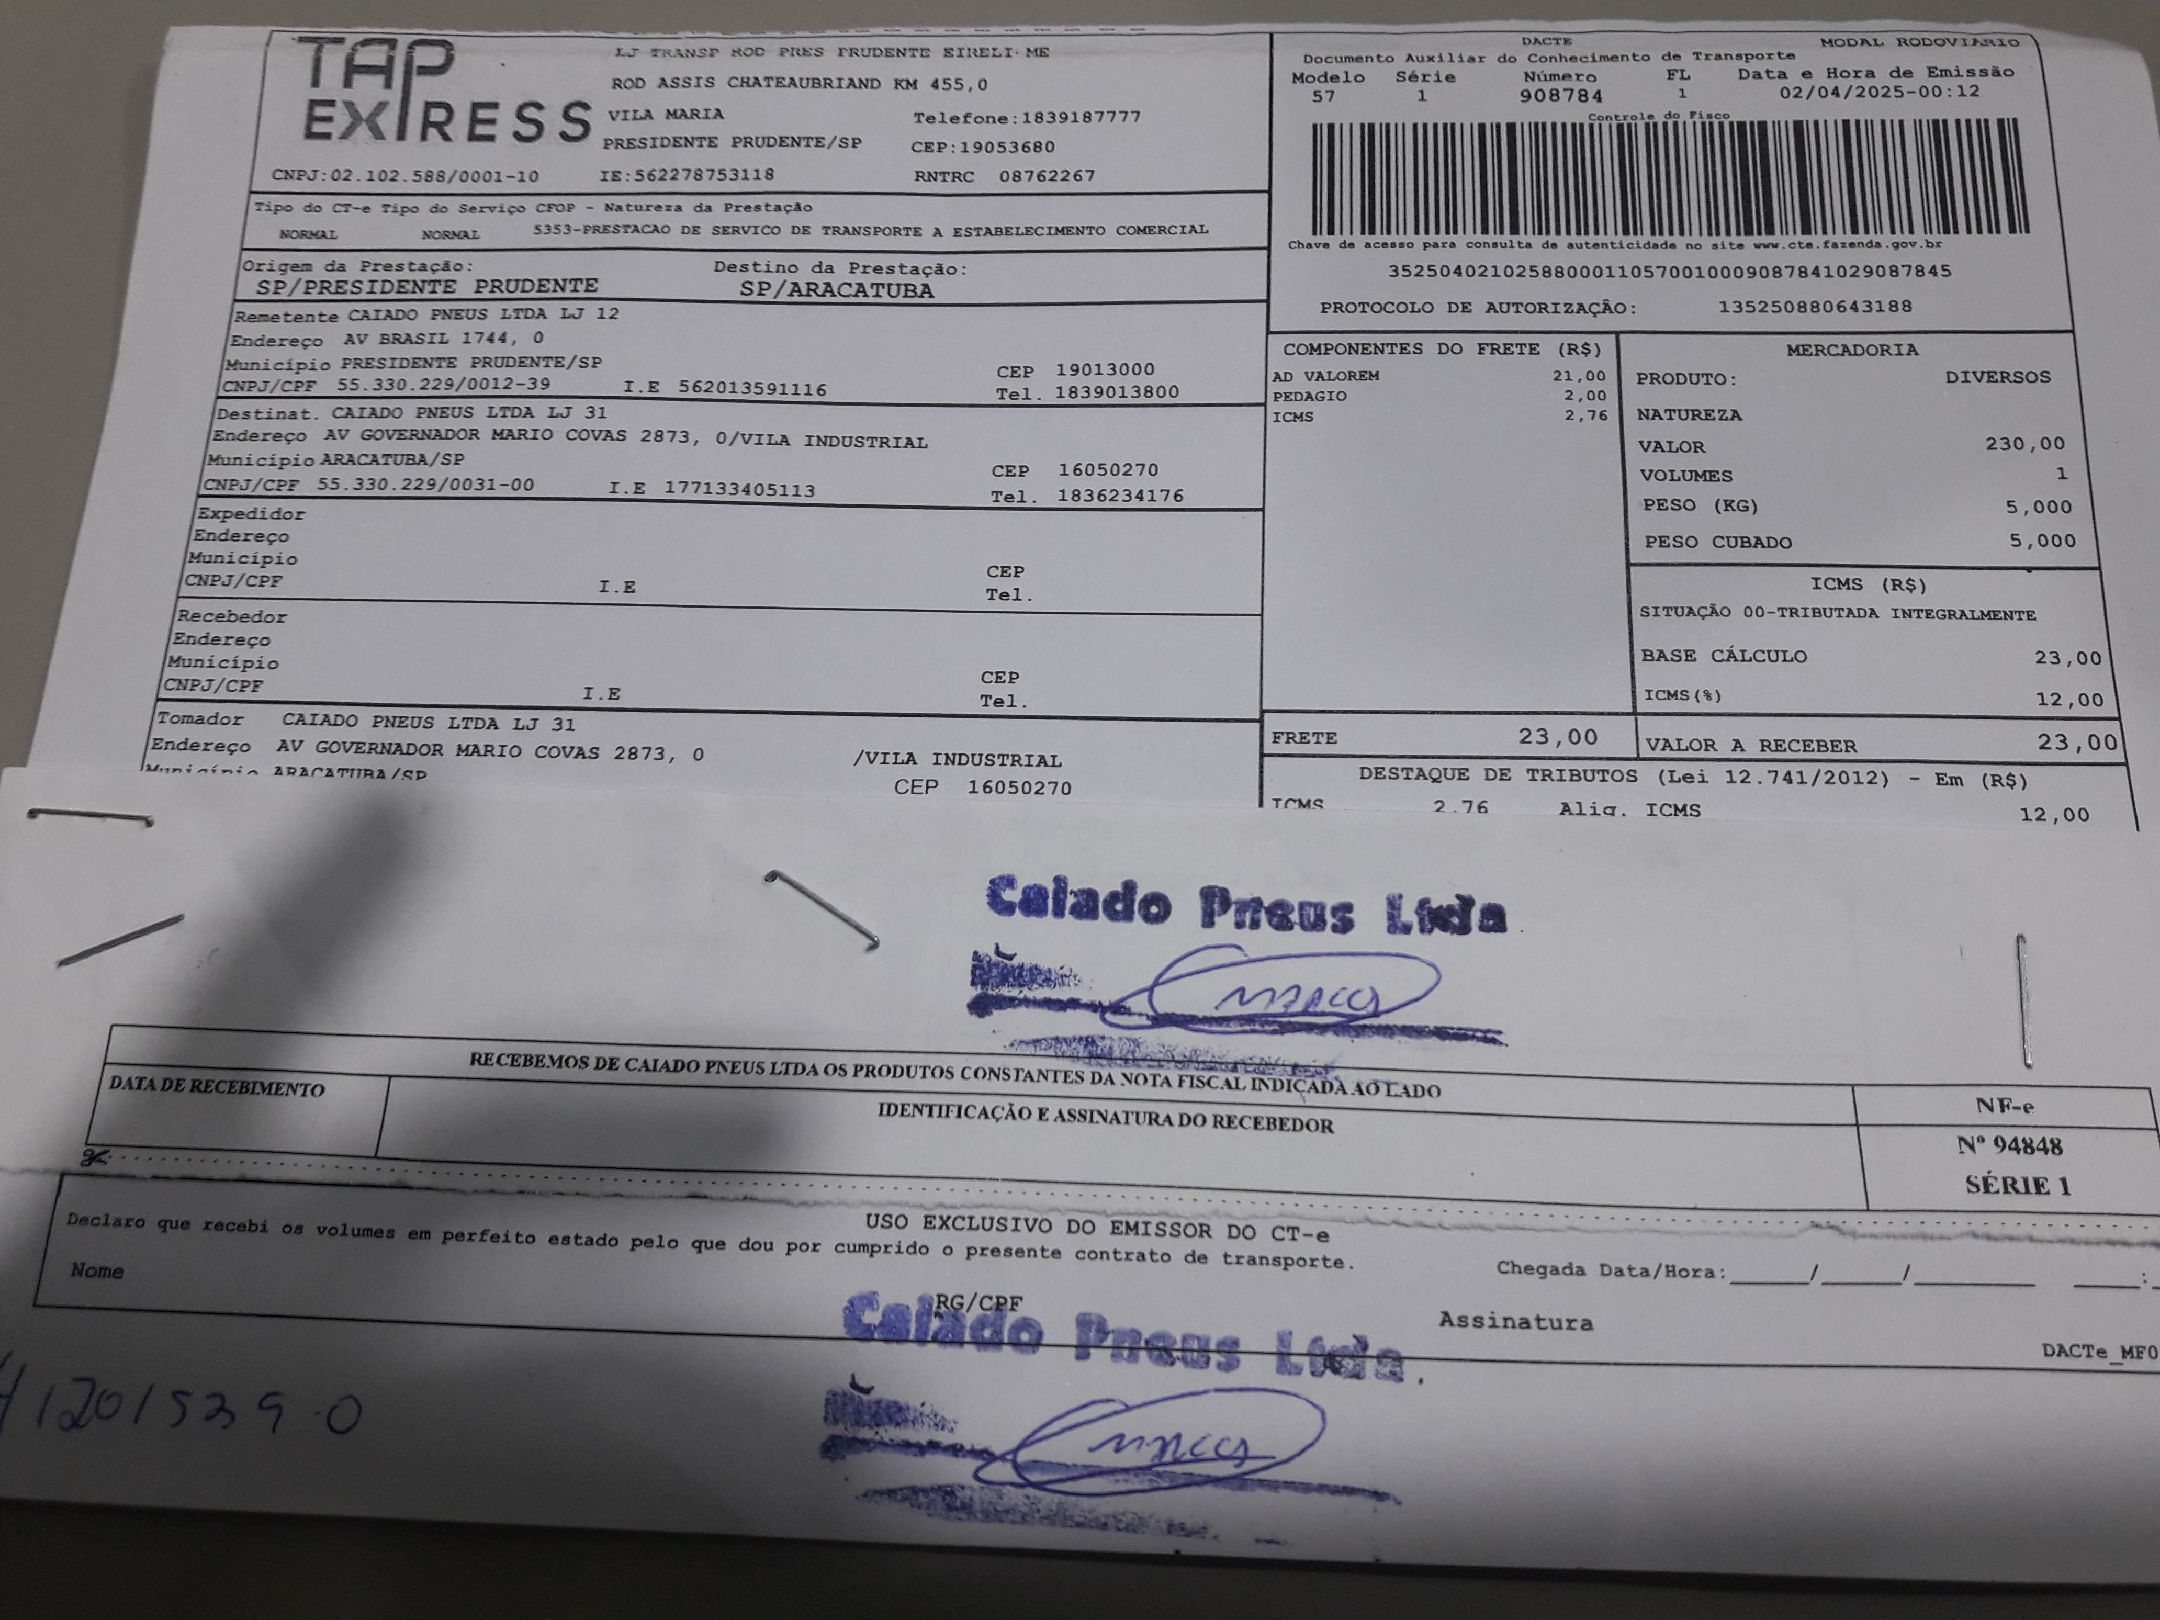 TAP EXPRESS
LJ TRANSP ROD PRES PRUDENTE EIRELI-ME
ROD ASSIS CHATEAUBRIAND KM 455,0
VILA MARIA Telefone:1839187777
PRESIDENTE PRUDENTE/SP CEP:19053680
CNPJ:02.102.588/0001-10 IE:562278753118 RNTRC 08762267
DACTE MODAL RODOVIARIO
Documento Auxiliar do Conhecimento de Transporte
Modelo Série Número FL Data e Hora de Emissão
57 1 908784 1 02/04/2025-00:12
Controle do Fisco
Chave de acesso para consulta de autenticidade no site www.cte.fazenda.gov.br
35250402102588000110570010009087841029087845
PROTOCOLO DE AUTORIZAÇÂO: 135250880643188
Tipo do CT-e Tipo do Serviço CFOP - Natureza da Prestação
NORMAL NORMAL 5353-PRESTACAO DE SERVICO DE TRANSPORTE A ESTABELECIMENTO COMERCIAL
Origem da Prestação: Destino da Prestação:
SP/PRESIDENTE PRUDENTE SP/ARACATUBA
Remetente CAIADO PNEUS LTDA LJ 12
Endereço AV BRASIL 1744, 0
Município PRESIDENTE PRUDENTE/SP CEP 19013000
CNPJ/CPF 55.330.229/0012-39 I.E 562013591116 Tel. 1839013800
Destinat. CAIADO PNEUS LTDA LJ 31
Endereço AV GOVERNADOR MARIO COVAS 2873, 0/VILA INDUSTRIAL
Município ARACATUBA/SP CEP 16050270
CNPJ/CPF 55.330.229/0031-00 I.E 177133405113 Tel. 1836234176
Expedidor
Endereço
Município CEP
CNPJ/CPF I.E Tel.
Recebedor
Endereço
Município CEP
CNPJ/CPF I.E Tel.
Tomador CAIADO PNEUS LTDA LJ 31
Endereço AV GOVERNADOR MARIO COVAS 2873, 0 /VILA INDUSTRIAL
Município ARACATUBA/SP CEP 16050270
COMPONENTES DO FRETE (R$)
AD VALOREM 21,00
PEDAGIO 2,00
ICMS 2,76
MERCADORIA
PRODUTO: DIVERSOS
NATUREZA
VALOR 230,00
VOLUMES 1
PESO (KG) 5,000
PESO CUBADO 5,000
ICMS (R$)
SITUAÇÃO 00-TRIBUTADA INTEGRALMENTE
BASE CÁLCULO 23,00
ICMS(%) 12,00
FRETE 23,00 VALOR A RECEBER 23,00
DESTAQUE DE TRIBUTOS (Lei 12.741/2012) - Em (R$)
ICMS 2,76 Aliq. ICMS 12,00
Caiado Pneus Ltda
Marcos
RECEBEMOS DE CAIADO PNEUS LTDA OS PRODUTOS CONSTANTES DA NOTA FISCAL INDICADA AO LADO
DATA DE RECEBIMENTO IDENTIFICAÇÃO E ASSINATURA DO RECEBEDOR
NF-e
Nº 94848
SÉRIE 1
USO EXCLUSIVO DO EMISSOR DO CT-e
Declaro que recebi os volumes em perfeito estado pelo que dou por cumprido o presente contrato de transporte.
Nome RG/CPF Chegada Data/Hora:_____/_____/________ ____:
Assinatura
DACTe_MF0
Caiado Pneus Ltda.
Marcos
1201539.0